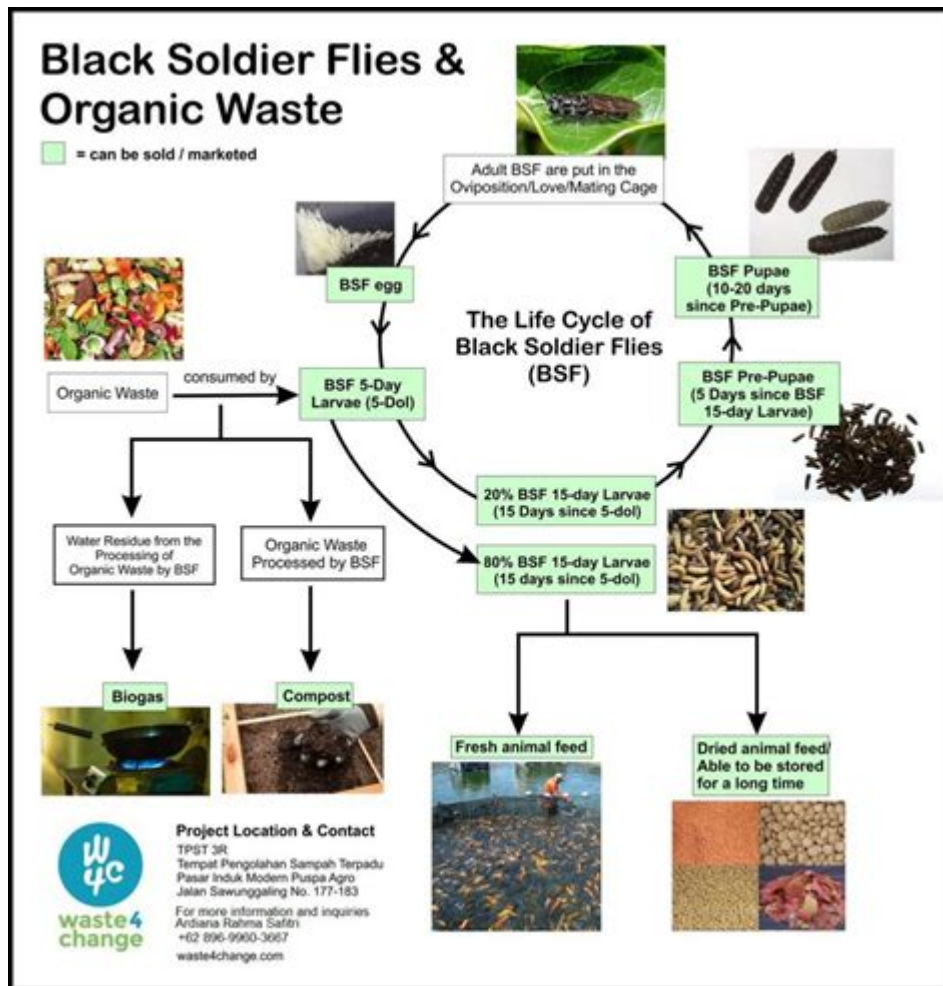 Black Soldier Flies &
Organic Waste
= can be sold / marketed
Adult BSF are put in the
Oviposition/Love/Mating Cage
BSF egg
BSF Pupae
(10-20 days
since Pre-Pupae)
The Life Cycle of
Black Soldier Flies
(BSF)
Organic Waste
consumed by
BSF 5-Day
Larvae (5-Dol)
BSF Pre-Pupae
(5 Days since BSF
15-day Larvae)
20% BSF 15-day Larvae
(15 Days since 5-dol)
Water Residue from the
Processing of
Organic Waste by BSF
Organic Waste
Processed by BSF
80% BSF 15-day Larvae
(15 days since 5-dol)
Biogas
Compost
Fresh animal feed
Dried animal feed/
Able to be stored
for a long time
W4C
waste4
change
Project Location & Contact
TPST 3R
Tempat Pengolahan Sampah Terpadu
Pasar Induk Modern Puspa Agro
Jalan Sawunggaling No. 177-183
For more information and inquiries
Ardiana Rahma Safitri
+62 896-9960-3667
waste4change.com